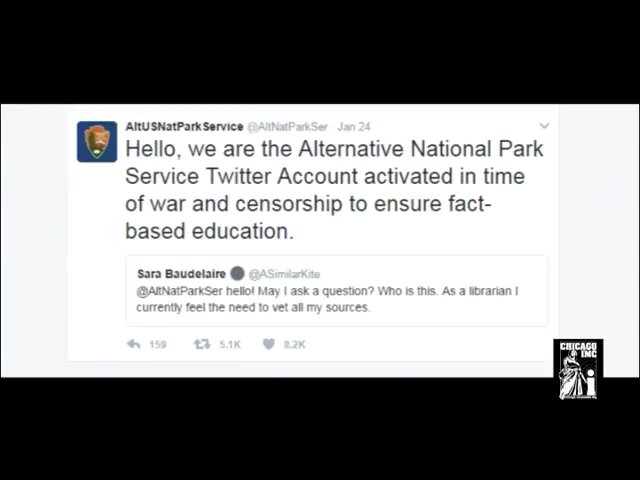 AltUSNatParkService @AltNatParkSer · Jan 24
Hello, we are the Alternative National Park
Service Twitter Account activated in time
of war and censorship to ensure fact-
based education.
Sara Baudelaire @ASimilarKite
@AltNatParkSer hello! May I ask a question? Who is this. As a librarian I
currently feel the need to vet all my sources.
159 5.1K 8.2K
CHICAGO
IMC